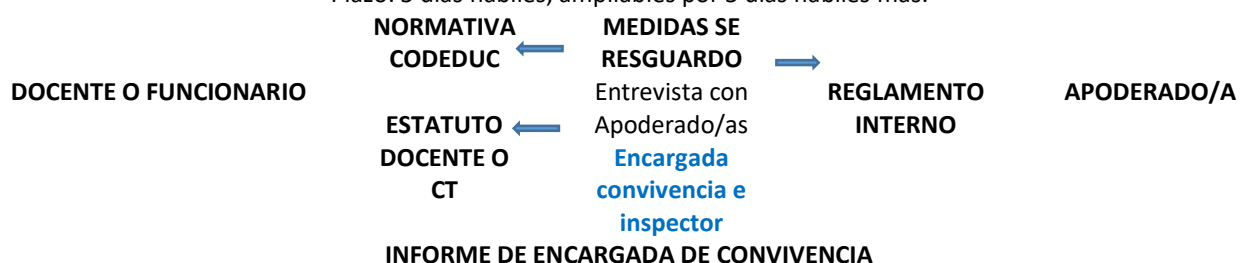 NORMATIVA CODEDUC
MEDIDAS SE RESGUARDO
DOCENTE O FUNCIONARIO
Entrevista con Apoderado/as
REGLAMENTO INTERNO
APODERADO/A
ESTATUTO DOCENTE O CT
Encargada convivencia e inspector
INFORME DE ENCARGADA DE CONVIVENCIA